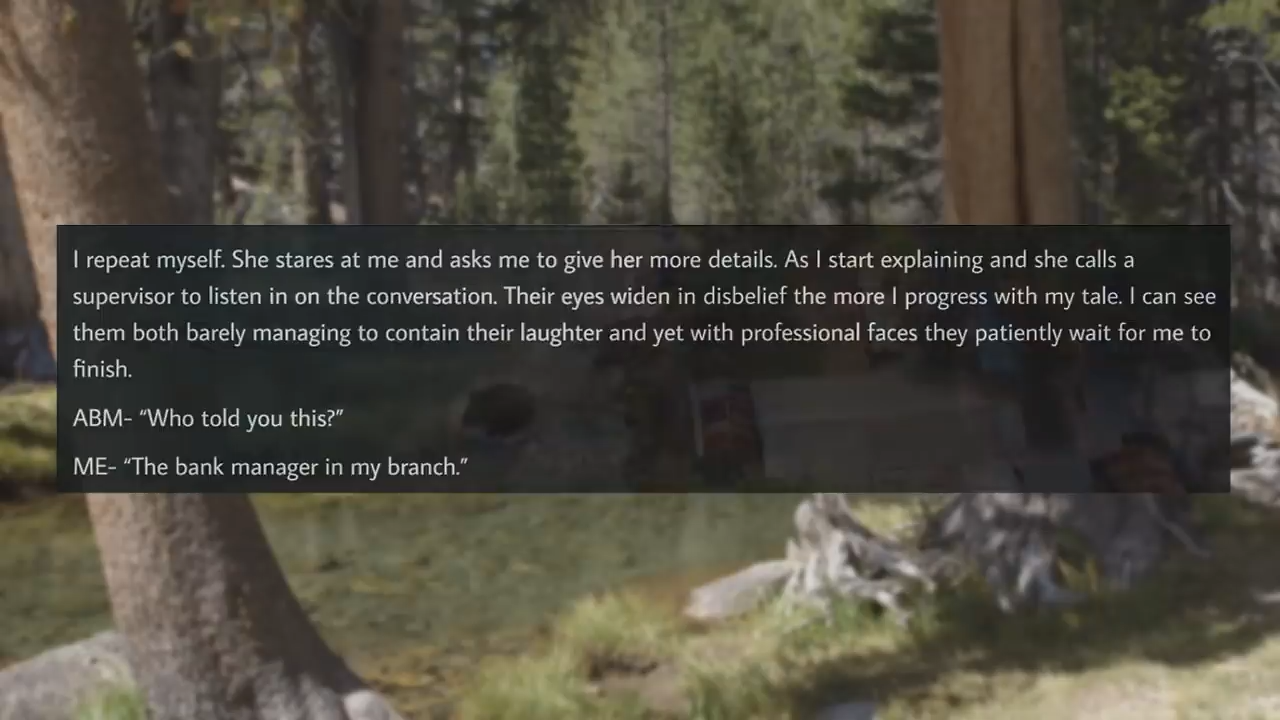 I repeat myself. She stares at me and asks me to give her more details. As I start explaining and she calls a
supervisor to listen in on the conversation. Their eyes widen in disbelief the more I progress with my tale. I can see
them both barely managing to contain their laughter and yet with professional faces they patiently wait for me to
finish.
ABM- “Who told you this?”
ME- “The bank manager in my branch.”